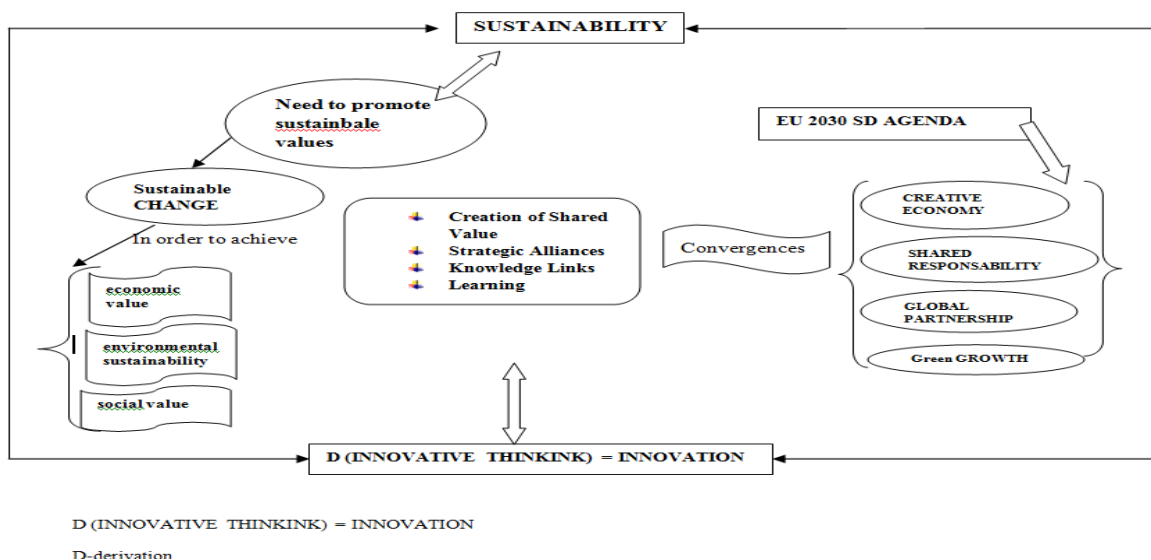 SUSTAINABILITY
Need to promote
sustainbale
values
EU 2030 SD AGENDA
Sustainable
CHANGE
In order to achieve
economic
value
environmental
sustainability
social value
Creation of Shared
Value
Strategic Alliances
Knowledge Links
Learning
Convergences
CREATIVE
ECONOMY
SHARED
RESPONSABILITY
GLOBAL
PARTNERSHIP
Green GROWTH
D (INNOVATIVE THINKINK) = INNOVATION
D (INNOVATIVE THINKINK) = INNOVATION
D-derivation